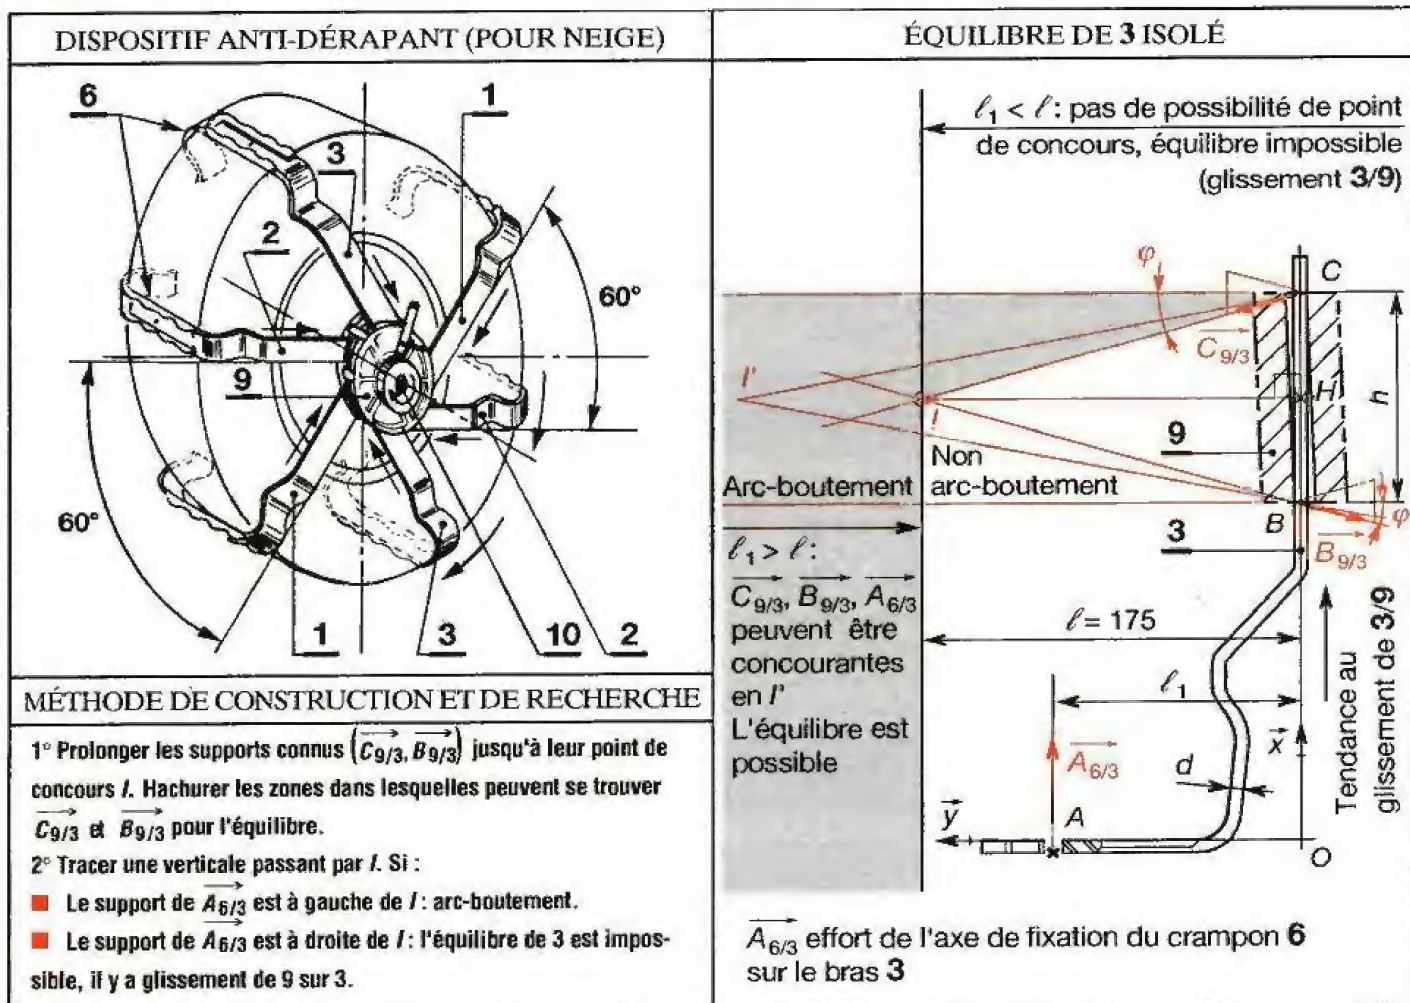 DISPOSITIF ANTI-DÉRAPANT (POUR NEIGE)
6
1
3
2
60°
9
60°
1
3
10
2
MÉTHODE DE CONSTRUCTION ET DE RECHERCHE
1° Prolonger les supports connus (C9/3, B9/3) jusqu'à leur point de
concours I. Hachurer les zones dans lesquelles peuvent se trouver
C9/3 et B9/3 pour l'équilibre.
2° Tracer une verticale passant par I. Si :
■ Le support de A6/3 est à gauche de I : arc-boutement.
■ Le support de A6/3 est à droite de I : l'équilibre de 3 est impos-
sible, il y a glissement de 9 sur 3.
ÉQUILIBRE DE 3 ISOLÉ
ℓ1 < ℓ : pas de possibilité de point
de concours, équilibre impossible
(glissement 3/9)
φ
C
C9/3
I'
I
H
h
9
Non
Arc-boutement
arc-boutement
B
φ
3
B9/3
ℓ1 > ℓ :
C9/3, B9/3, A6/3
peuvent être
concourantes
en I'
L'équilibre est
possible
ℓ = 175
ℓ1
Tendance au
glissement de 3/9
x
A6/3
d
A
y
O
A6/3 effort de l'axe de fixation du crampon 6
sur le bras 3